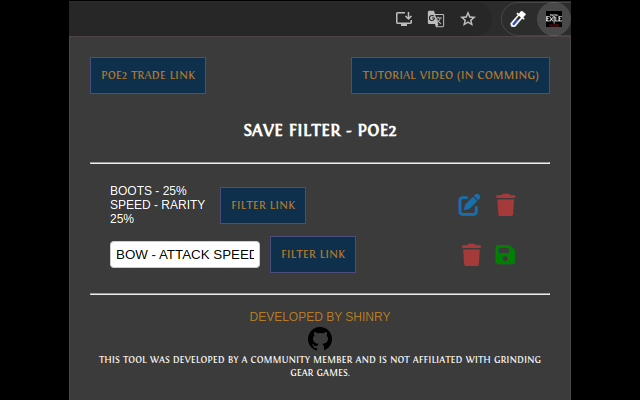 EXILE
POE2 TRADE LINK
TUTORIAL VIDEO (IN COMMING)
SAVE FILTER - POE2
BOOTS - 25%
SPEED - RARITY
25%
FILTER LINK
BOW - ATTACK SPEED
FILTER LINK
DEVELOPED BY SHINRY
THIS TOOL WAS DEVELOPED BY A COMMUNITY MEMBER AND IS NOT AFFILIATED WITH GRINDING
GEAR GAMES.